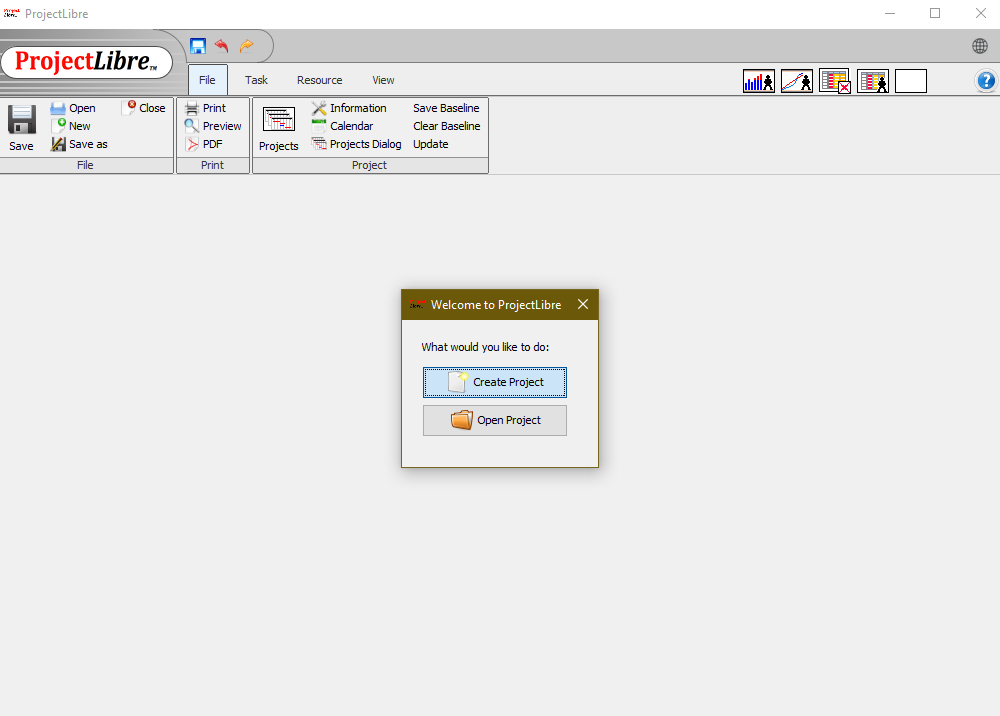 ProjectLibre
ProjectLibre™
File Task Resource View
Save
Open
New
Save as
Close
File
Print
Preview
PDF
Print
Projects
Information
Calendar
Projects Dialog
Save Baseline
Clear Baseline
Update
Project
Welcome to ProjectLibre
What would you like to do:
Create Project
Open Project